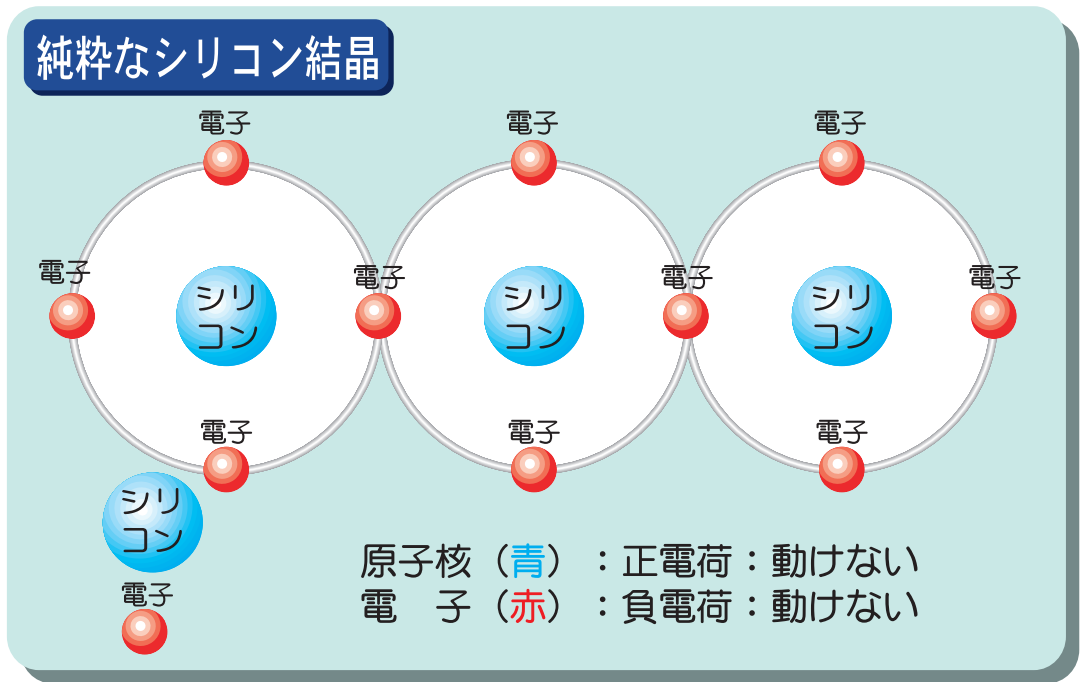 純粋なシリコン結晶
電子
電子
電子
電子
電子
電子
電子
シリ
コン
シリ
コン
シリ
コン
電子
電子
電子
シリ
コン
電子
原子核（青）：正電荷：動けない
電　子（赤）：負電荷：動けない